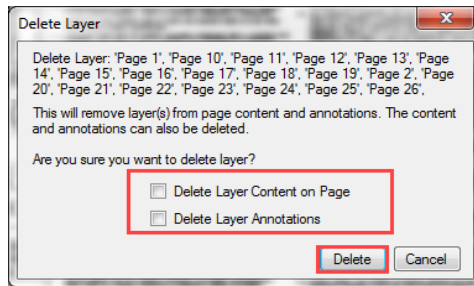 Delete Layer
Delete Layer: 'Page 1', 'Page 10', 'Page 11', 'Page 12', 'Page 13', 'Page
14', 'Page 15', 'Page 16', 'Page 17', 'Page 18', 'Page 19', 'Page 2', 'Page
20', 'Page 21', 'Page 22', 'Page 23', 'Page 24', 'Page 25', 'Page 26',
This will remove layer(s) from page content and annotations. The content
and annotations can also be deleted.
Are you sure you want to delete layer?
Delete Layer Content on Page
Delete Layer Annotations
Delete Cancel